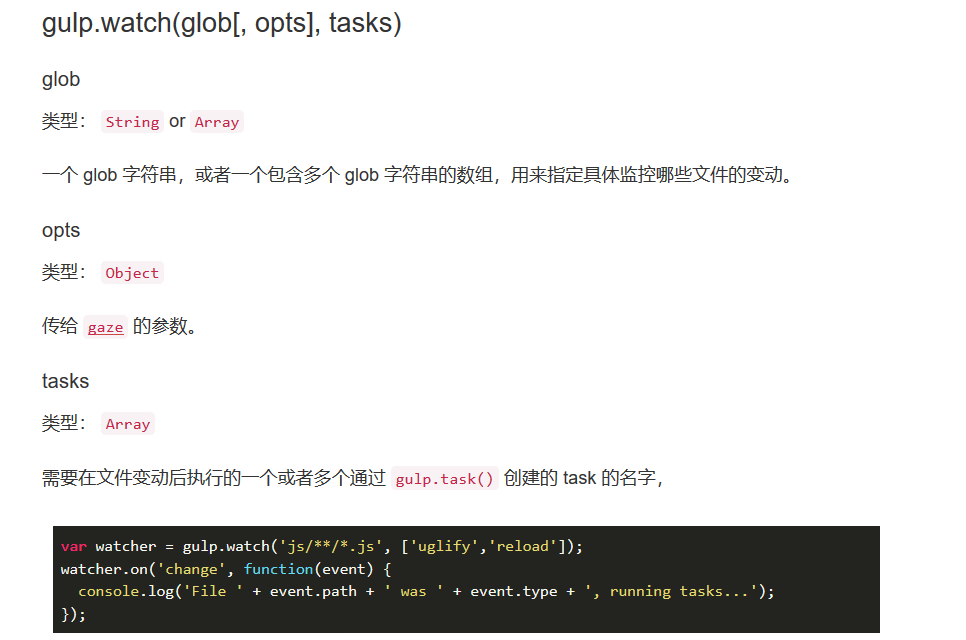 gulp.watch(glob[, opts], tasks)
glob
类型： String or Array
一个 glob 字符串，或者一个包含多个 glob 字符串的数组，用来指定具体监控哪些文件的变动。
opts
类型： Object
传给 gaze 的参数。
tasks
类型： Array
需要在文件变动后执行的一个或者多个通过 gulp.task() 创建的 task 的名字，
var watcher = gulp.watch('js/**/*.js', ['uglify','reload']);
watcher.on('change', function(event) {
  console.log('File ' + event.path + ' was ' + event.type + ', running tasks...');
});